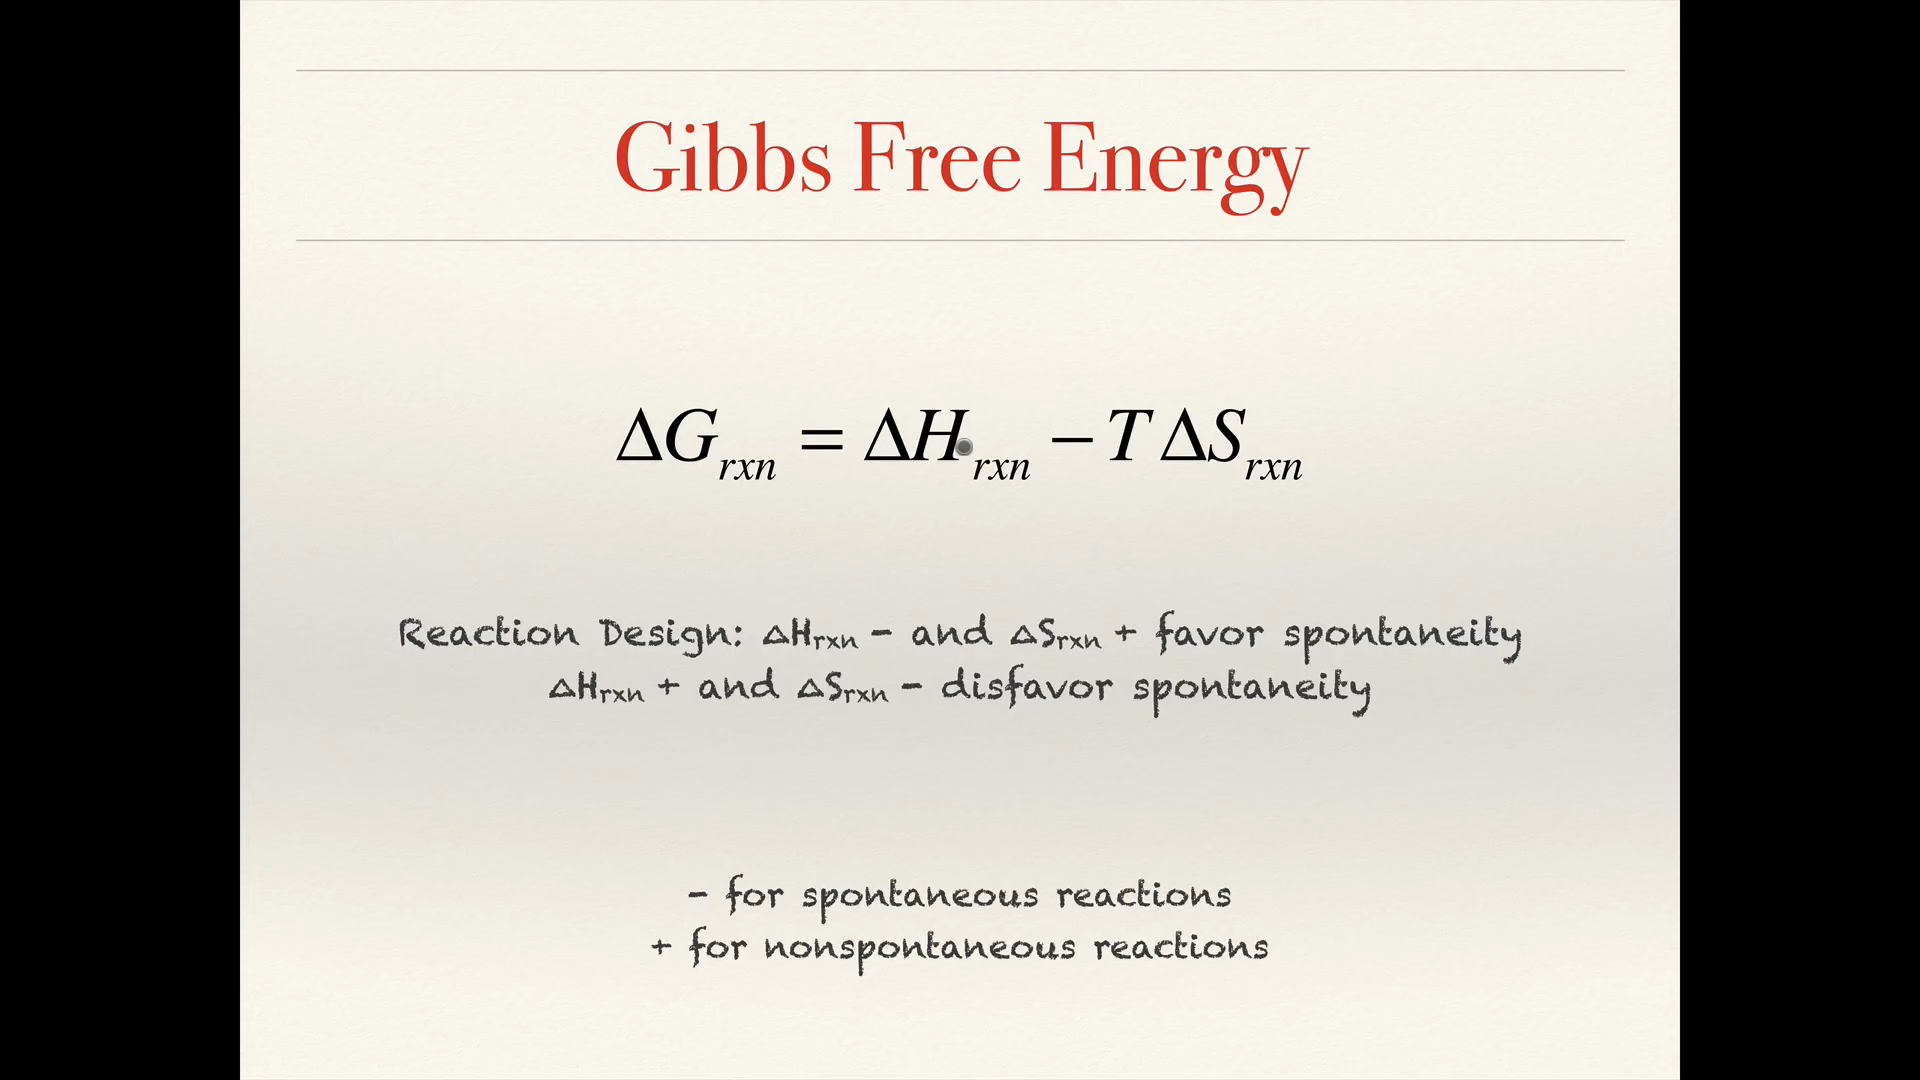 Gibbs Free Energy
ΔG_rxn = ΔH_rxn − T ΔS_rxn
Reaction Design: ΔHrxn - and ΔSrxn + favor spontaneity
ΔHrxn + and ΔSrxn - disfavor spontaneity
- for spontaneous reactions
+ for nonspontaneous reactions